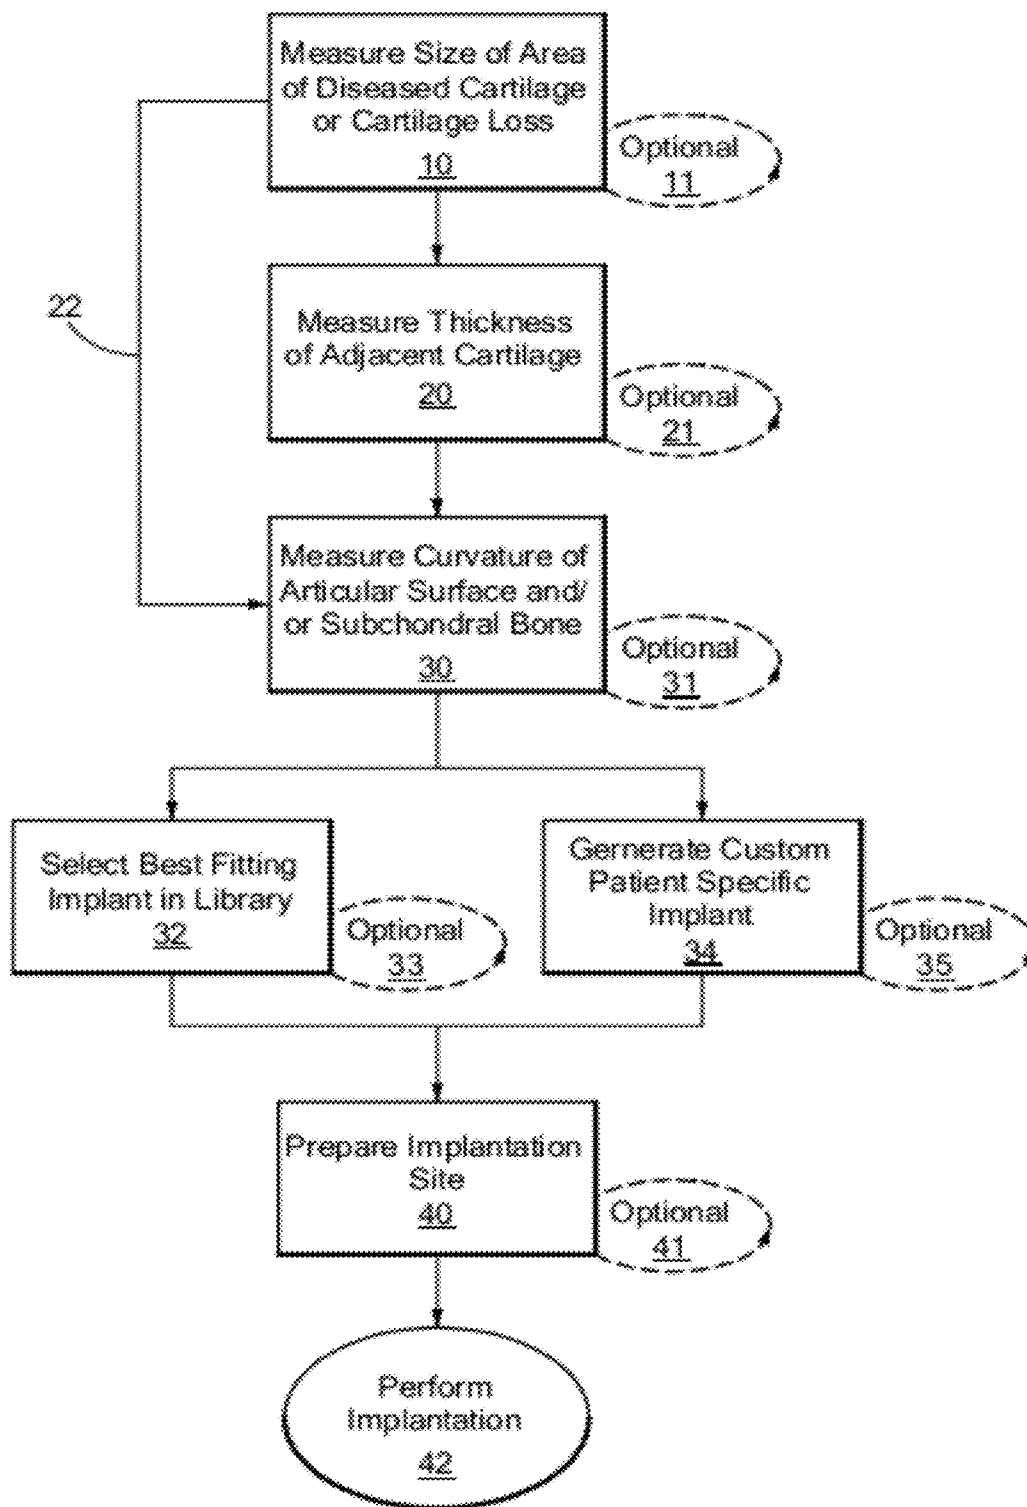 Measure Size of Area
of Diseased Cartilage
or Cartilage Loss
10
Optional
11
22
Measure Thickness
of Adjacent Cartilage
20
Optional
21
Measure Curvature of
Articular Surface and/
or Subchondral Bone
30
Optional
31
Select Best Fitting
Implant in Library
32
Optional
33
Gernerate Custom
Patient Specific
Implant
34
Optional
35
Prepare Implantation
Site
40
Optional
41
Perform
Implantation
42